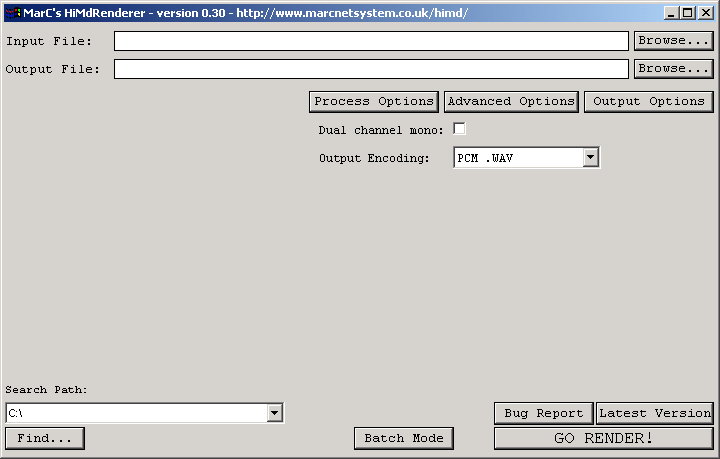 MarC's HiMdRenderer - version 0.30 - http://www.marcnetsystem.co.uk/himd/
Input File: Browse...
Output File: Browse...
Process Options Advanced Options Output Options
Dual channel mono:
Output Encoding: PCM .WAV
Search Path:
C:\ Bug Report Latest Version
Find... Batch Mode GO RENDER!